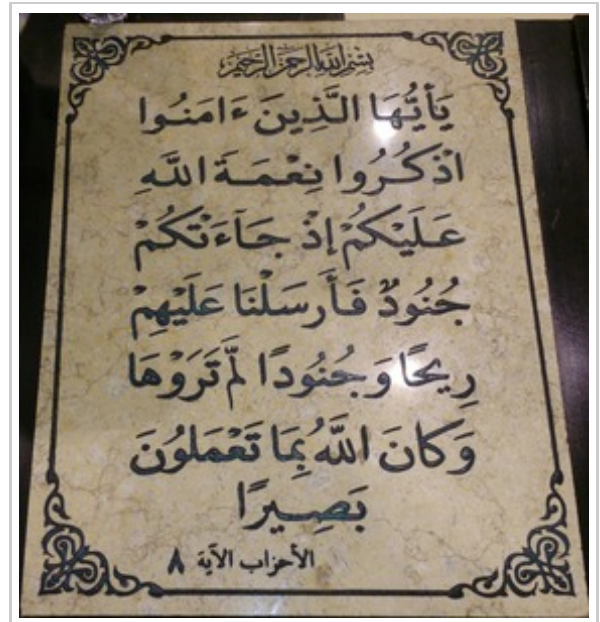 بسم الله الرحمن الرحيم
يَأَيُّهَا الَّذِينَ ءَامَنُوا
اذْكُرُوا نِعْمَةَ اللَّهِ
عَلَيْكُمْ إِذْ جَآءَتْكُمْ
جُنُودٌ فَأَرْسَلْنَا عَلَيْهِمْ
رِيحًا وَجُنُودًا لَّمْ تَرَوْهَا
وَكَانَ اللَّهُ بِمَا تَعْمَلُونَ
بَصِيرًا
الأحزاب الآية ٨